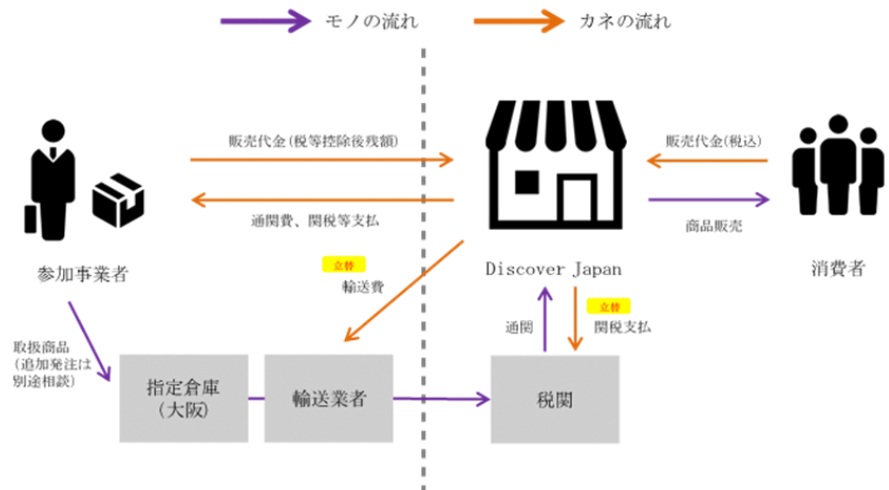 モノの流れ
カネの流れ
販売代金(税等控除後残額)
販売代金(税込)
通関費、関税等支払
商品販売
参加事業者
Discover Japan
消費者
立替
輸送費
立替
通関
関税支払
取扱商品
(追加発注は
別途相談)
指定倉庫
(大阪)
輸送業者
税関